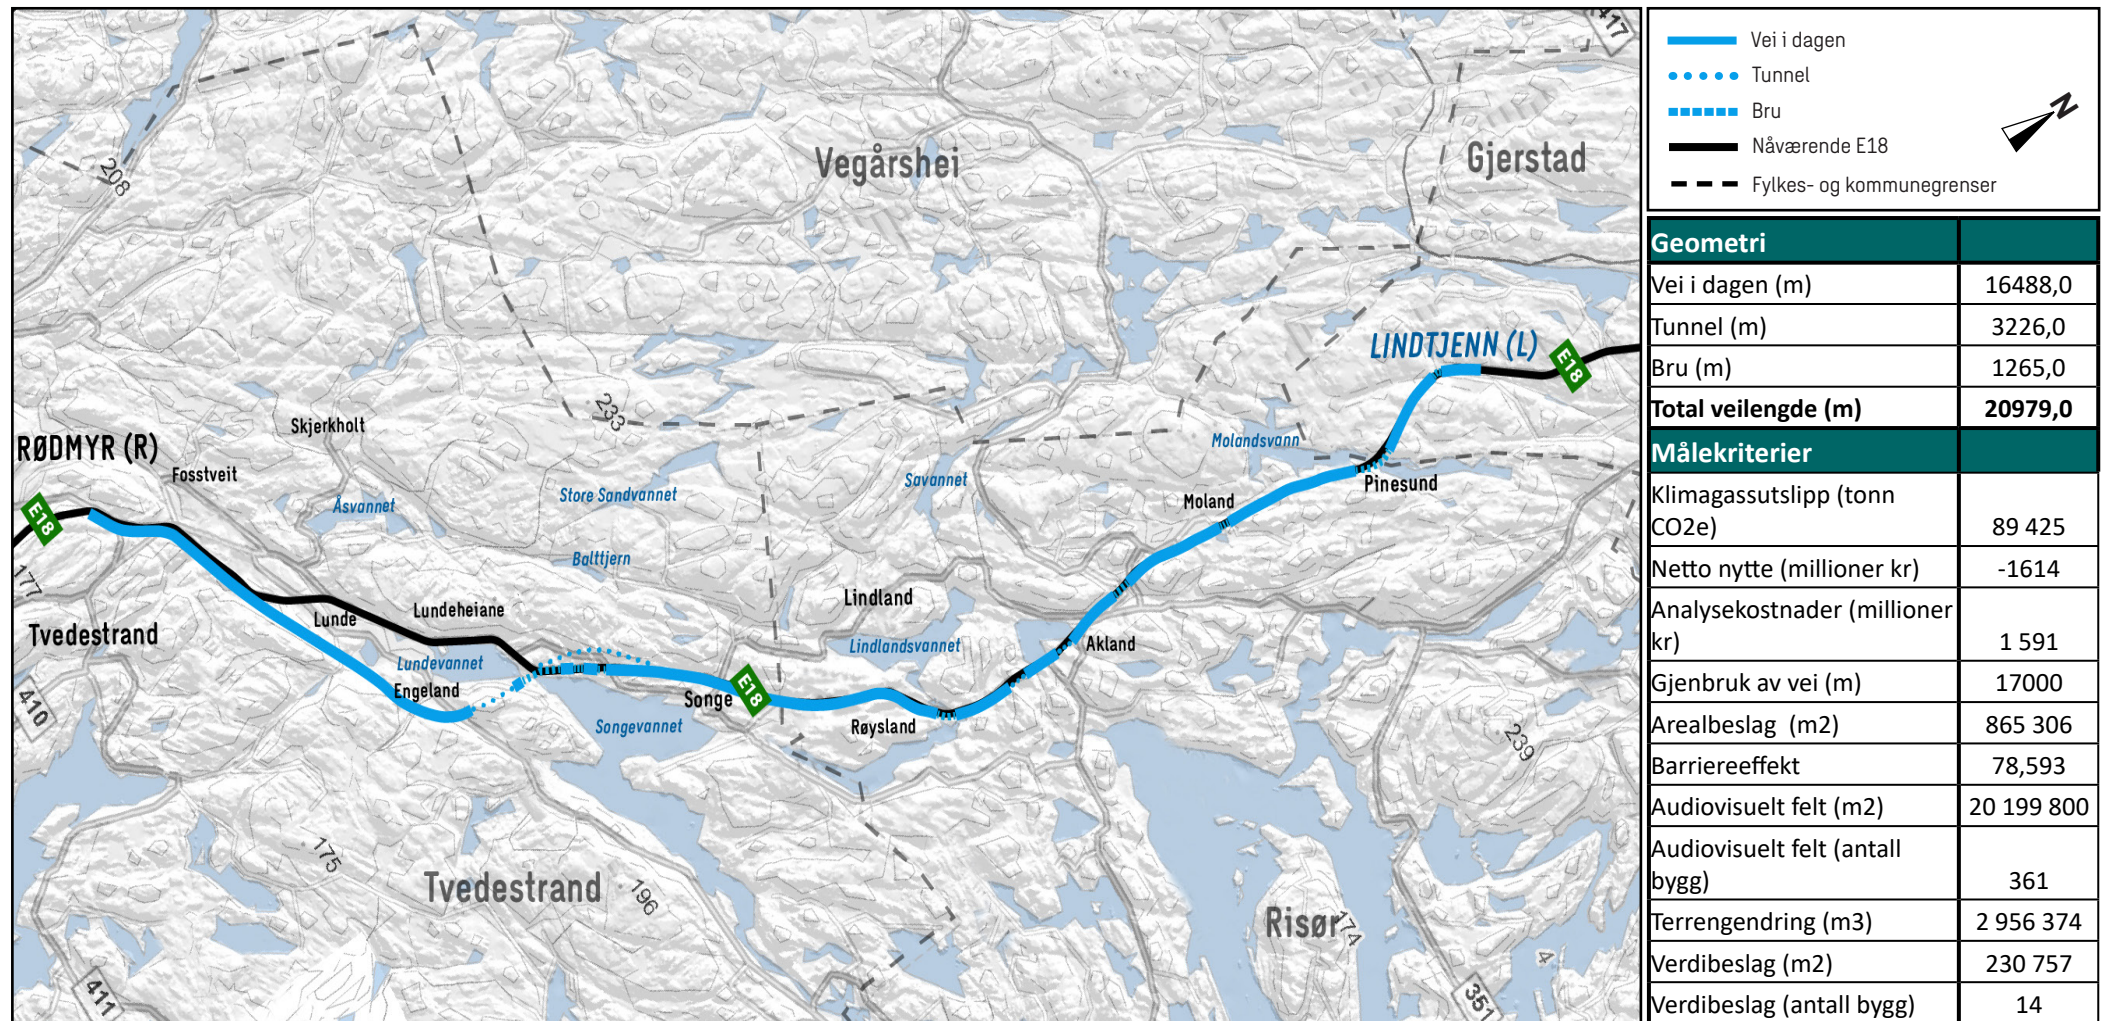 417
Vegårshei
Gjerstad
208
LINDTJENN (L)
E18
233
Skjerkholt
RØDMYR (R)
Fosstveit
Molandsvann
Savannet
Store Sandvannet
Pinesund
Åsvannet
Moland
E18
Balttjern
177
Lindland
Lundeheiane
Lunde
Tvedestrand
Lindlandsvannet
Akland
Lundevannet
Engeland
E18
Songe
410
Songevannet
Røysland
239
175
Tvedestrand
196
Risør
174
4
411
351
Vei i dagen
Tunnel
Bru
Nåværende E18
Fylkes- og kommunegrenser
N
Geometri
Vei i dagen (m) 16488,0
Tunnel (m) 3226,0
Bru (m) 1265,0
Total veilengde (m) 20979,0
Målekriterier
Klimagassutslipp (tonn
CO2e) 89 425
Netto nytte (millioner kr) -1614
Analysekostnader (millioner
kr) 1 591
Gjenbruk av vei (m) 17000
Arealbeslag (m2) 865 306
Barriereeffekt 78,593
Audiovisuelt felt (m2) 20 199 800
Audiovisuelt felt (antall
bygg) 361
Terrengendring (m3) 2 956 374
Verdibeslag (m2) 230 757
Verdibeslag (antall bygg) 14